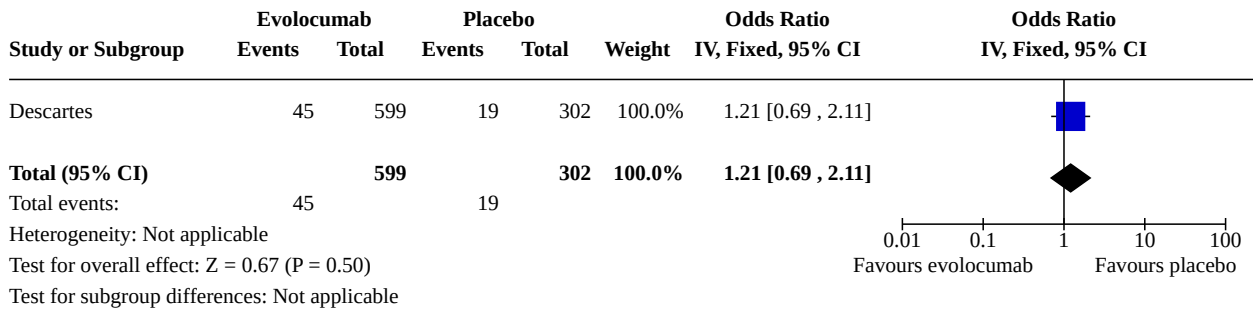 Evolocumab Placebo Odds Ratio Odds Ratio
Study or Subgroup Events Total Events Total Weight IV, Fixed, 95% CI IV, Fixed, 95% CI
Descartes 45 599 19 302 100.0% 1.21 [0.69 , 2.11]
Total (95% CI) 599 302 100.0% 1.21 [0.69 , 2.11]
Total events: 45 19
Heterogeneity: Not applicable
Test for overall effect: Z = 0.67 (P = 0.50)
Test for subgroup differences: Not applicable
0.01 0.1 1 10 100
Favours evolocumab Favours placebo